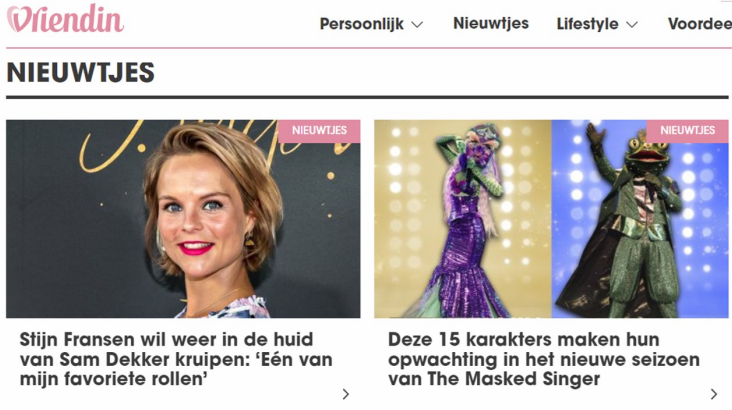 Vriendin
Persoonlijk Nieuwtjes Lifestyle Voordee
NIEUWTJES
NIEUWTJES
NIEUWTJES
Stijn Fransen wil weer in de huid
van Sam Dekker kruipen: ‘Eén van
mijn favoriete rollen’
Deze 15 karakters maken hun
opwachting in het nieuwe seizoen
van The Masked Singer